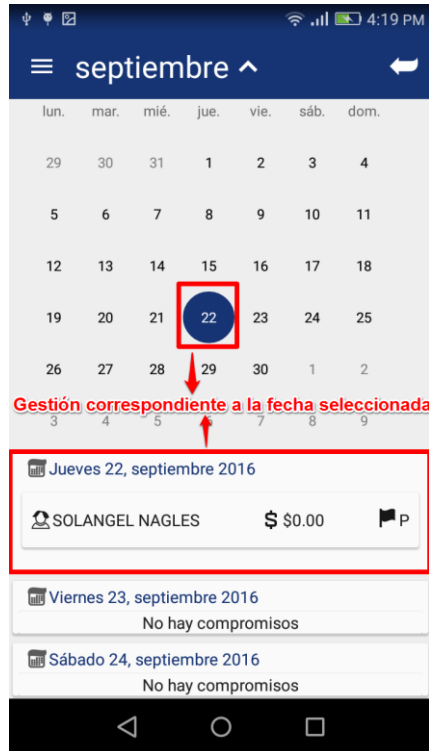 4:19 PM
septiembre
lun. mar. mié. jue. vie. sáb. dom.
29 30 31 1 2 3 4
5 6 7 8 9 10 11
12 13 14 15 16 17 18
19 20 21 22 23 24 25
26 27 28 29 30 1 2
Gestión correspondiente a la fecha seleccionada
3 4 5 6 7 8 9
Jueves 22, septiembre 2016
SOLANGEL NAGLES $ $0.00 P
Viernes 23, septiembre 2016
No hay compromisos
Sábado 24, septiembre 2016
No hay compromisos